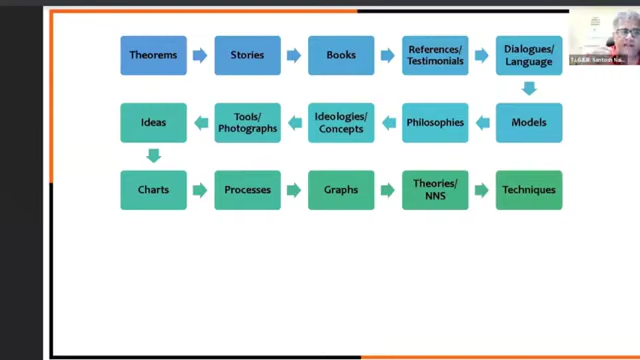 Theorems
Stories
Books
References/
Testimonials
Dialogues/
Language
Models
Philosophies
Ideologies/
Concepts
Tools/
Photographs
Ideas
Charts
Processes
Graphs
Theories/
NNS
Techniques
Santosh